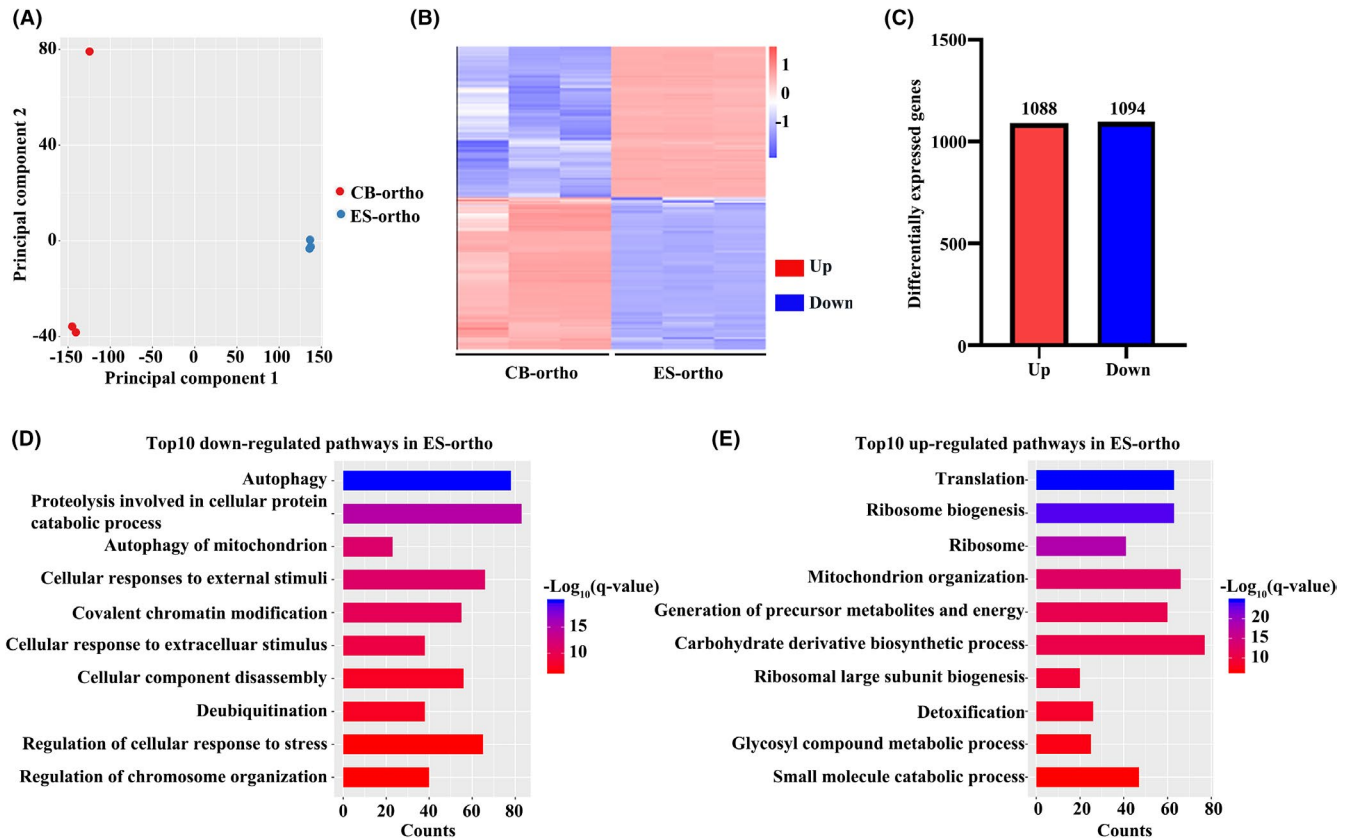 (A)
80
40
0
-40
-150
-100
-50
0
50
100
150
Principal component 2
Principal component 1
CB-ortho
ES-ortho
(B)
1
0
-1
Up
Down
CB-ortho
ES-ortho
(C)
1500
1000
500
0
Differentially expressed genes
1088
1094
Up
Down
(D)
Top10 down-regulated pathways in ES-ortho
Autophagy
Proteolysis involved in cellular protein
catabolic process
Autophagy of mitochondrion
Cellular responses to external stimuli
Covalent chromatin modification
Cellular response to extracelluar stimulus
Cellular component disassembly
Deubiquitination
Regulation of cellular response to stress
Regulation of chromosome organization
0
20
40
60
80
Counts
-Log10(q-value)
15
10
(E)
Top10 up-regulated pathways in ES-ortho
Translation
Ribosome biogenesis
Ribosome
Mitochondrion organization
Generation of precursor metabolites and energy
Carbohydrate derivative biosynthetic process
Ribosomal large subunit biogenesis
Detoxification
Glycosyl compound metabolic process
Small molecule catabolic process
0
20
40
60
80
Counts
-Log10(q-value)
20
15
10